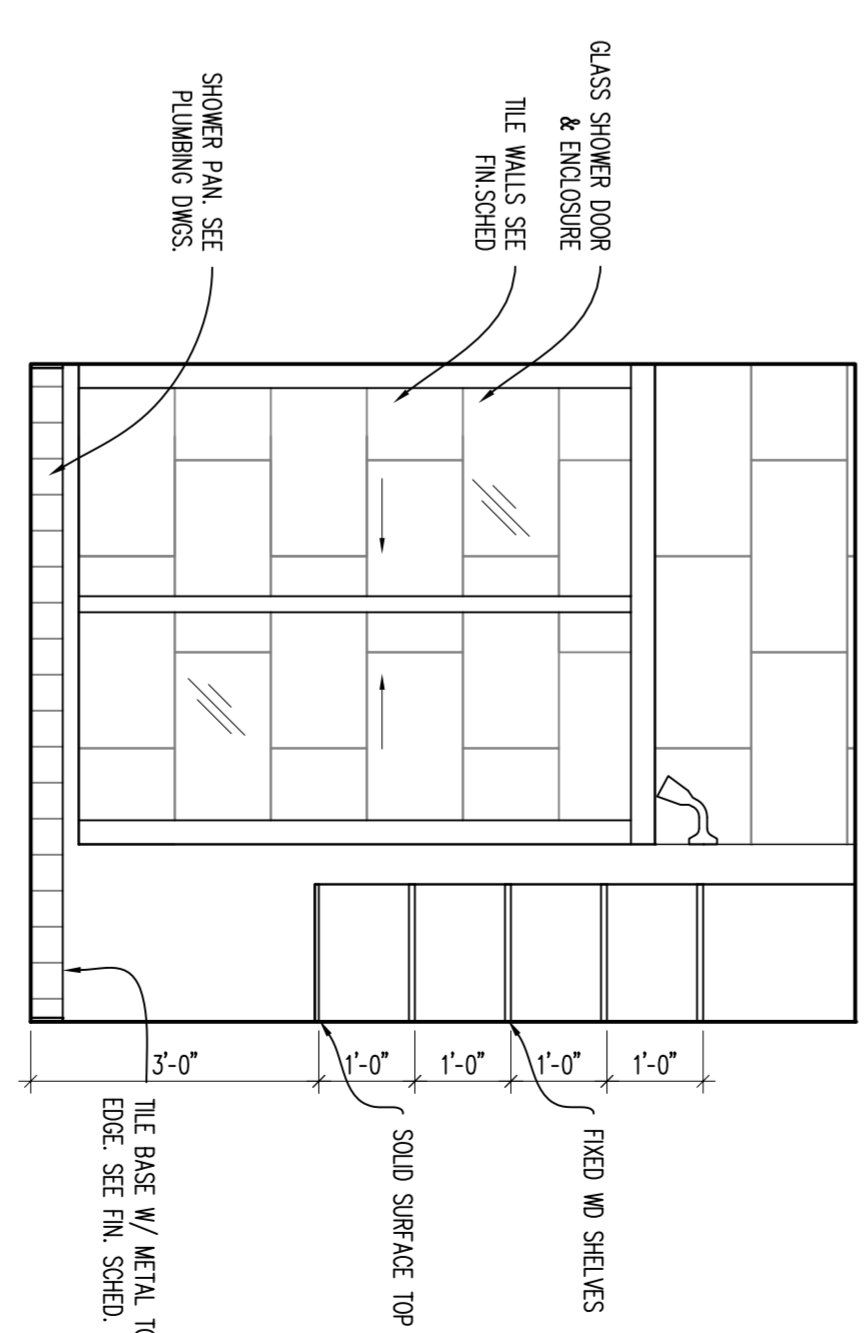 GLASS SHOWER DOOR
& ENCLOSURE
TILE WALLS SEE
FIN.SCHED
SHOWER PAN. SEE
PLUMBING DWGS.
3'-0"
1'-0"
1'-0"
1'-0"
1'-0"
FIXED WD SHELVES
SOLID SURFACE TOP
TILE BASE W/ METAL
EDGE. SEE FIN. SCHED.